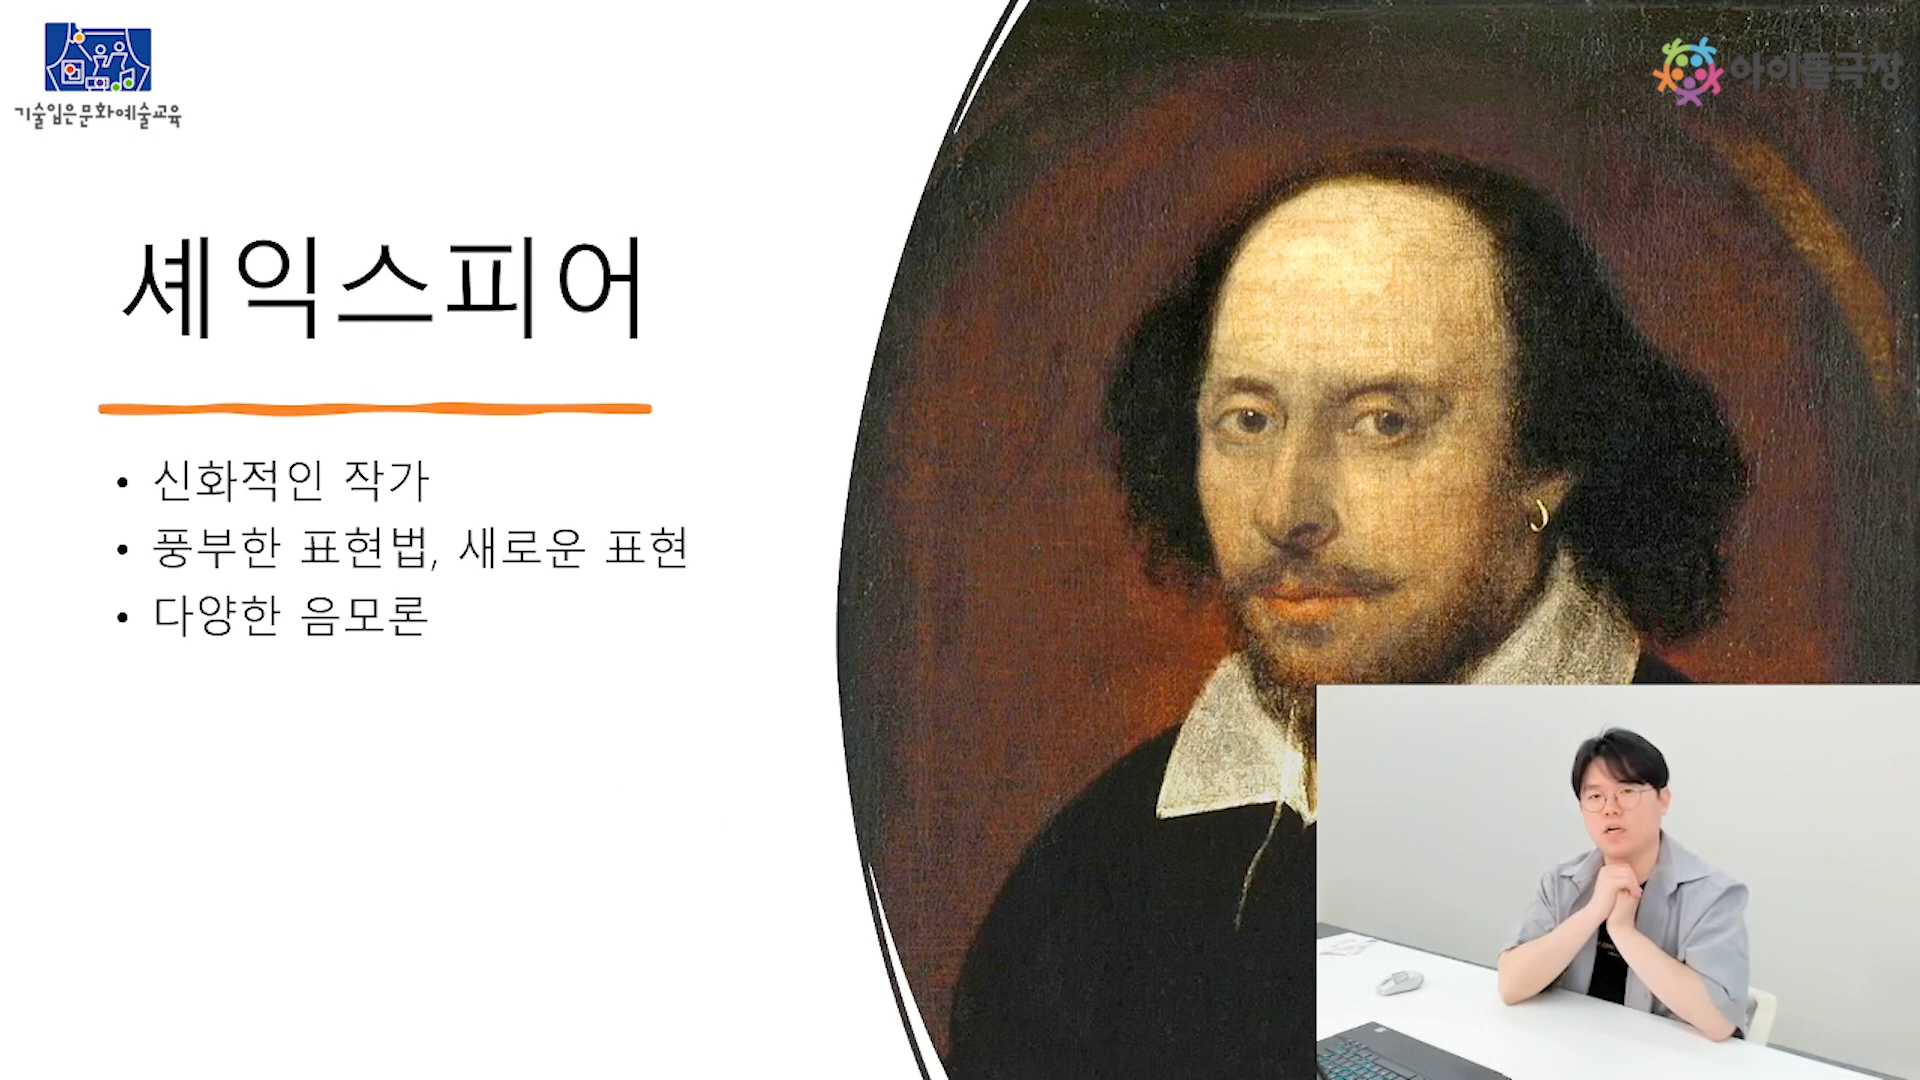 기술입은문화예술교육
아이들극장
셰익스피어
• 신화적인 작가
• 풍부한 표현법, 새로운 표현
• 다양한 음모론